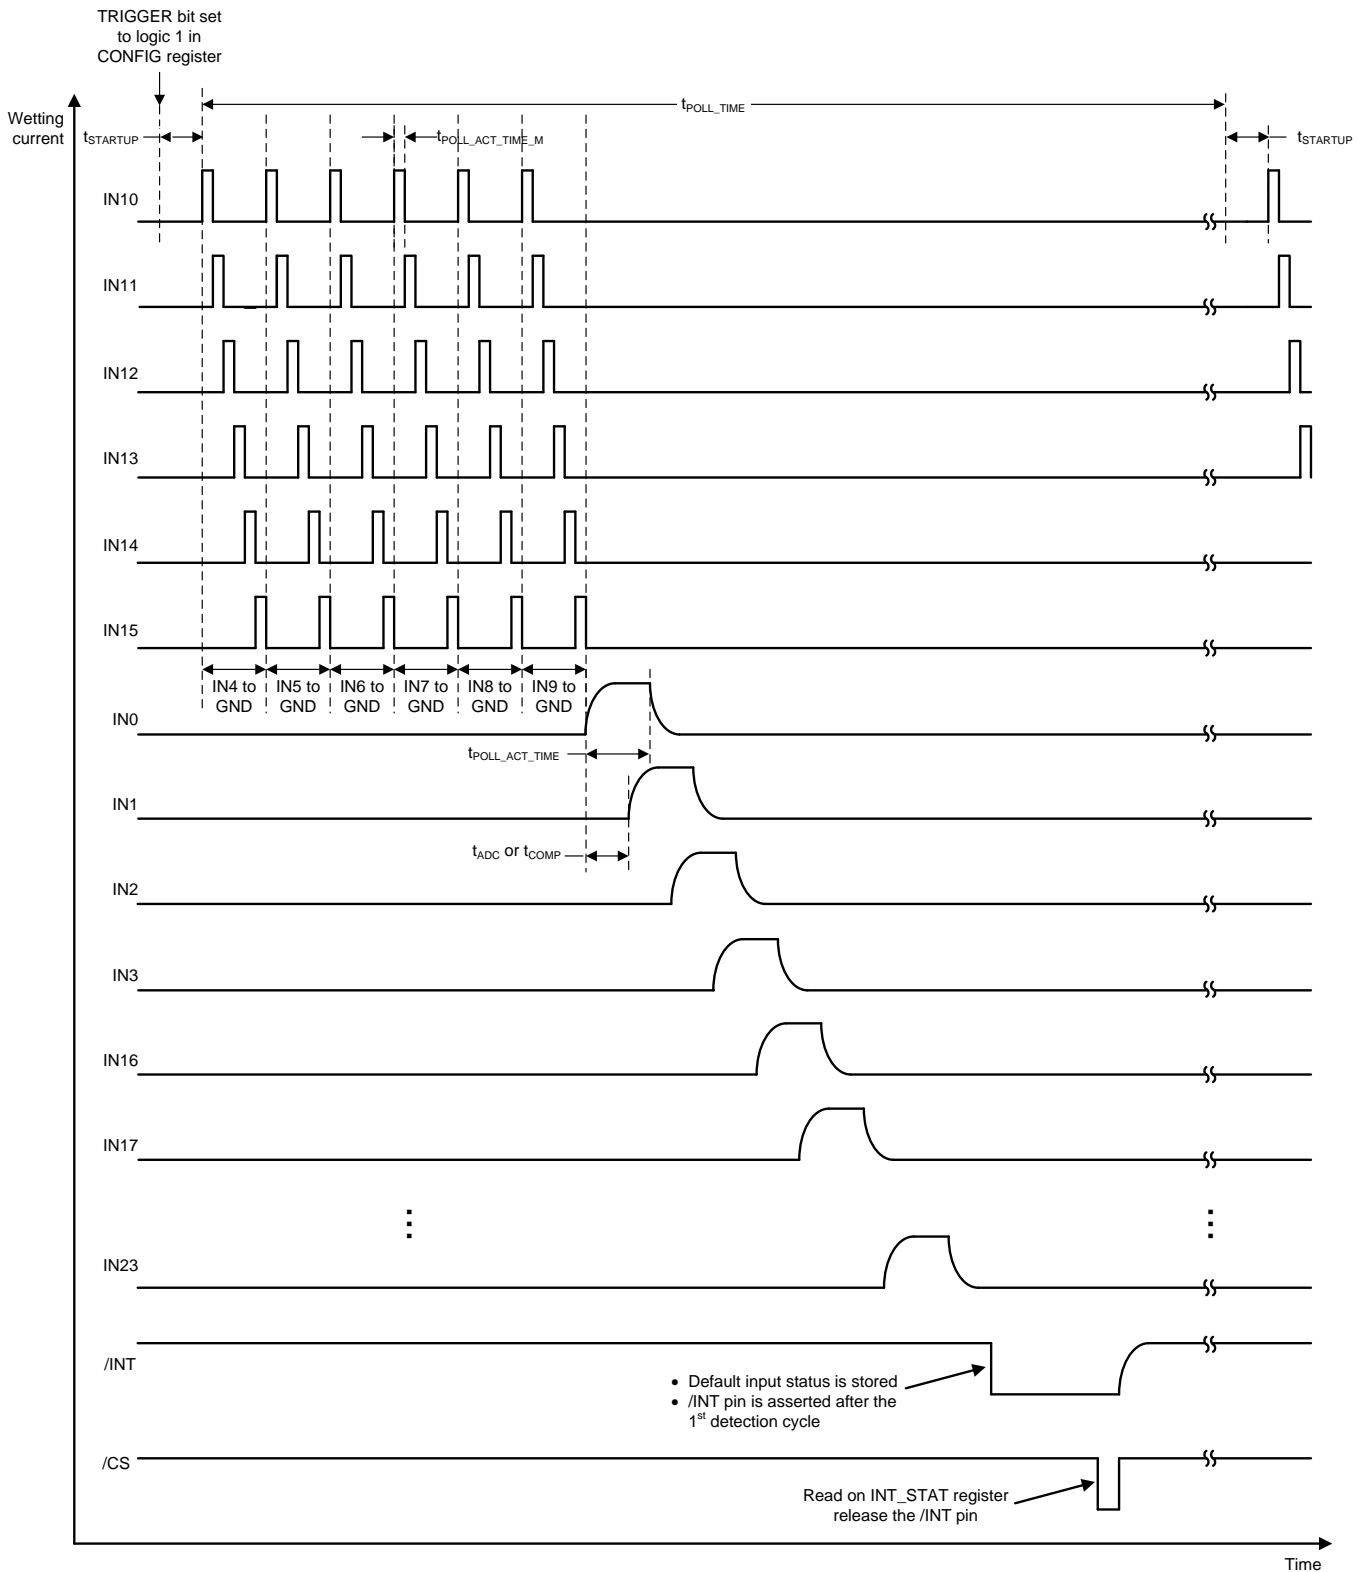 TRIGGER bit set
to logic 1 in
CONFIG register
Wetting
current
tPOLL_TIME
tSTARTUP
tPOLL_ACT_TIME_M
tSTARTUP
IN10
IN11
IN12
IN13
IN14
IN15
IN4 to
GND
IN5 to
GND
IN6 to
GND
IN7 to
GND
IN8 to
GND
IN9 to
GND
IN0
tPOLL_ACT_TIME
IN1
tADC or tCOMP
IN2
IN3
IN16
IN17
IN23
/INT
• Default input status is stored
• /INT pin is asserted after the
1st detection cycle
/CS
Read on INT_STAT register
release the /INT pin
Time